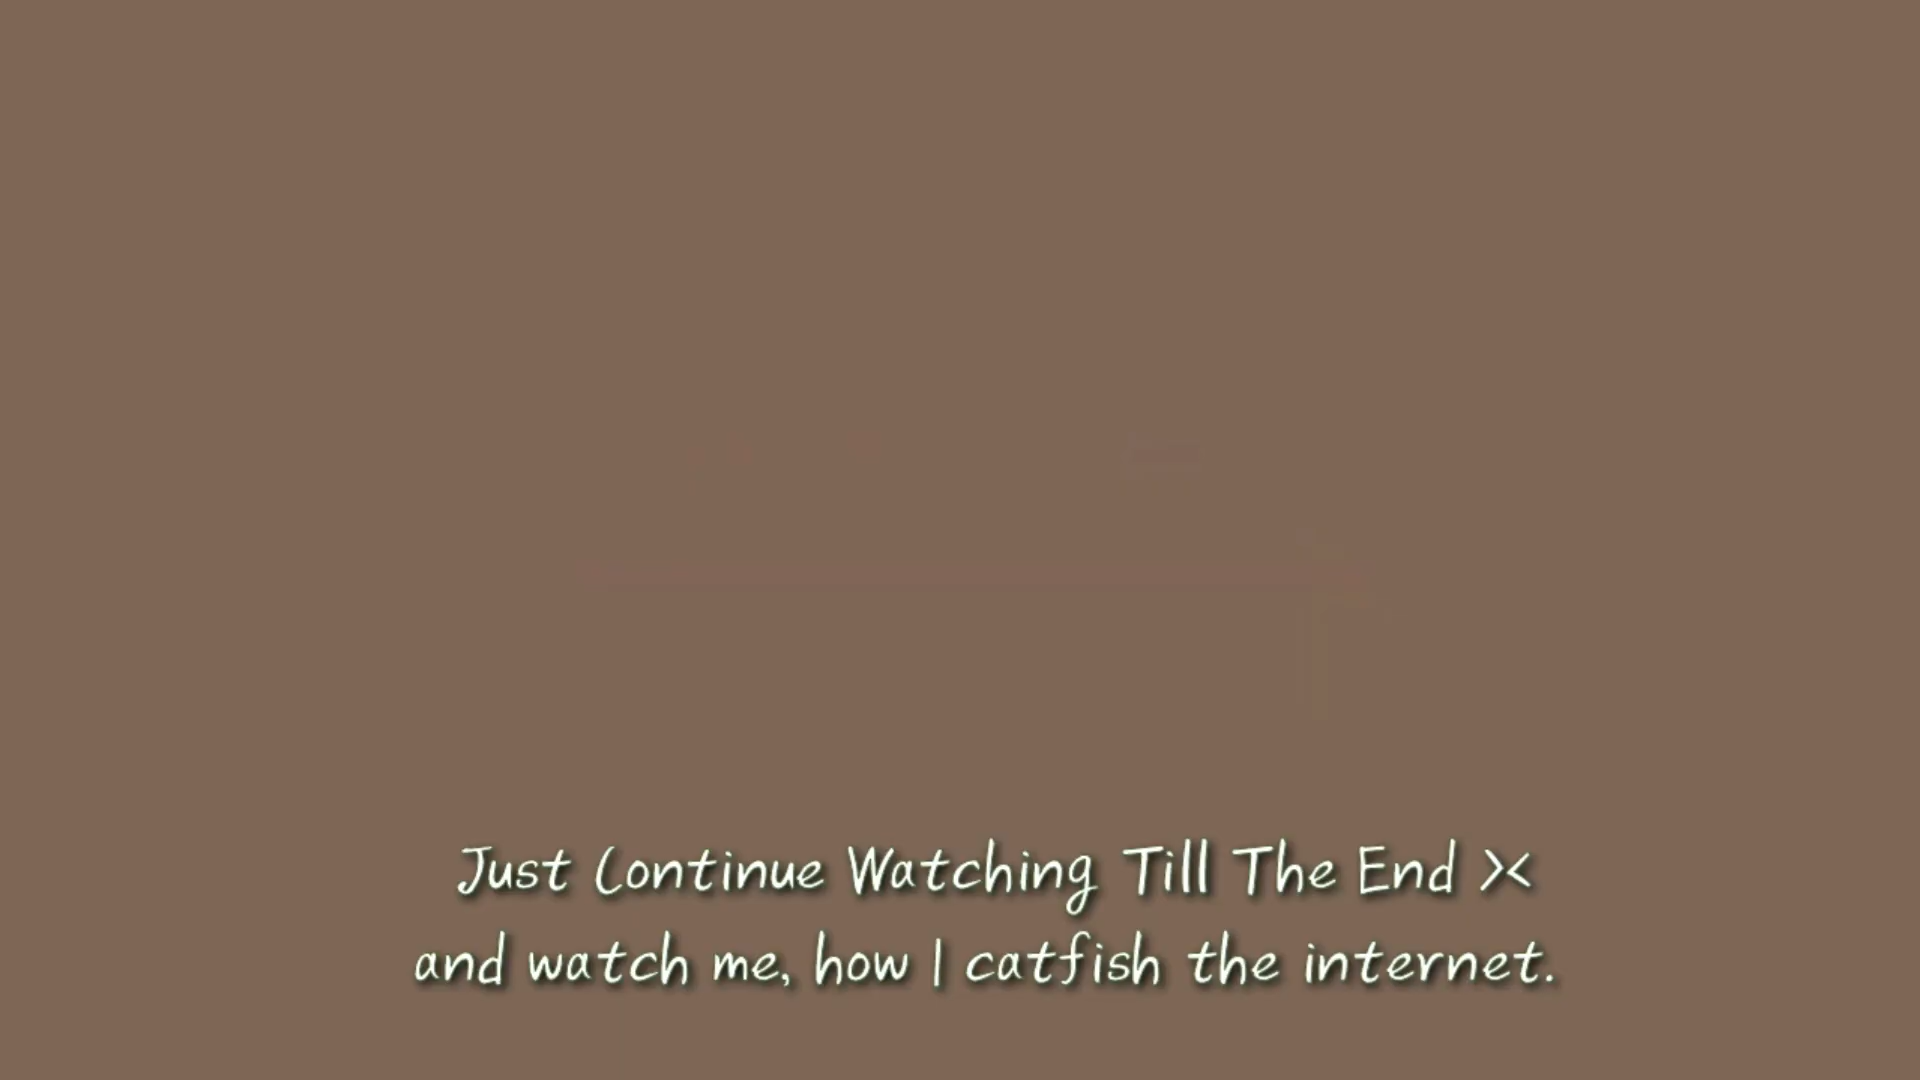 Just Continue Watching Till The End ><
and watch me, how I catfish the internet.